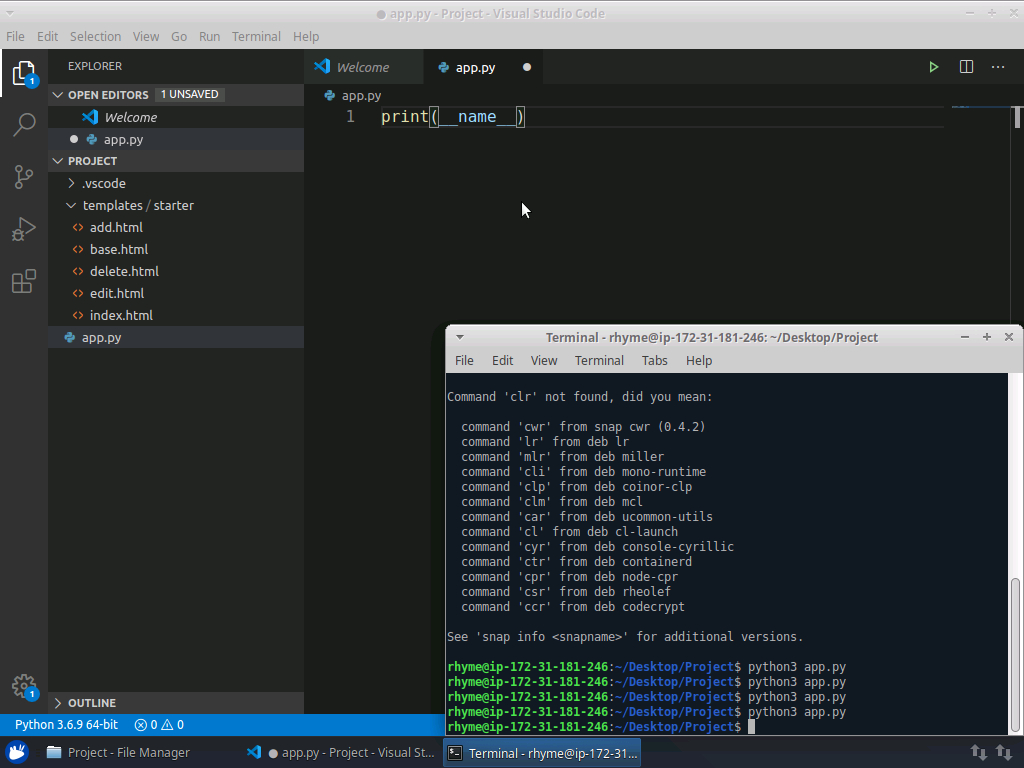 app.py - Project - Visual Studio Code
File Edit Selection View Go Run Terminal Help
EXPLORER
OPEN EDITORS 1 UNSAVED
Welcome
app.py
PROJECT
.vscode
templates / starter
add.html
base.html
delete.html
edit.html
index.html
app.py
OUTLINE
1
1
Welcome app.py
app.py
1 print(__name__)
Terminal - rhyme@ip-172-31-181-246: ~/Desktop/Project
File Edit View Terminal Tabs Help
Command 'clr' not found, did you mean:
command 'cwr' from snap cwr (0.4.2)
command 'lr' from deb lr
command 'mlr' from deb miller
command 'cli' from deb mono-runtime
command 'clp' from deb coinor-clp
command 'clm' from deb mcl
command 'car' from deb ucommon-utils
command 'cl' from deb cl-launch
command 'cyr' from deb console-cyrillic
command 'ctr' from deb containerd
command 'cpr' from deb node-cpr
command 'csr' from deb rheolef
command 'ccr' from deb codecrypt
See 'snap info <snapname>' for additional versions.
rhyme@ip-172-31-181-246:~/Desktop/Project$ python3 app.py
rhyme@ip-172-31-181-246:~/Desktop/Project$ python3 app.py
rhyme@ip-172-31-181-246:~/Desktop/Project$ python3 app.py
rhyme@ip-172-31-181-246:~/Desktop/Project$ python3 app.py
rhyme@ip-172-31-181-246:~/Desktop/Project$
Python 3.6.9 64-bit 0 0
Project - File Manager app.py - Project - Visual St... Terminal - rhyme@ip-172-31...